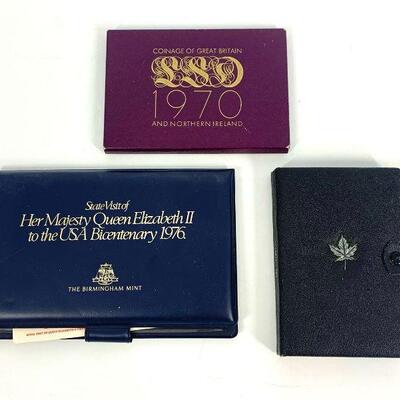 COINAGE OF GREAT BRITAIN
LSD
1970
AND NORTHERN IRELAND
State Visit of
Her Majesty Queen Elizabeth II
to the USA Bicentenary 1976.
THE BIRMINGHAM MINT